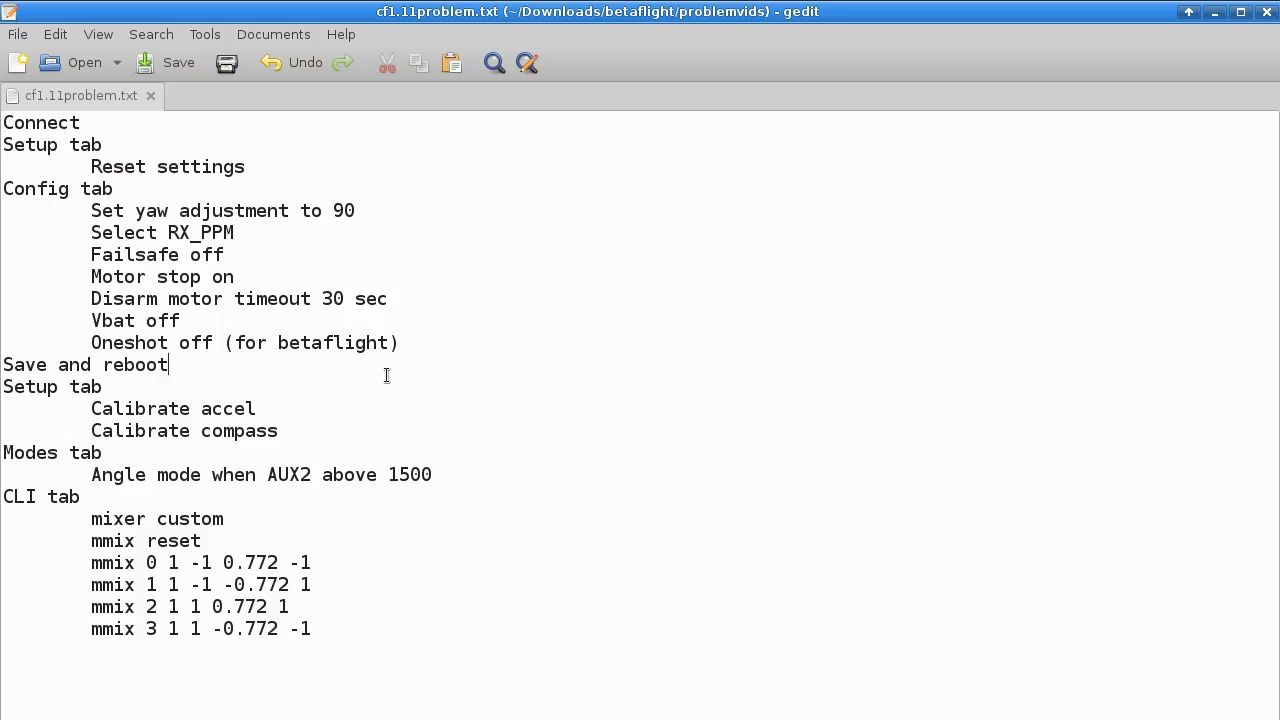 cf1.11problem.txt (~/Downloads/betaflight/problemvids) - gedit
File Edit View Search Tools Documents Help
Open Save Undo
cf1.11problem.txt
Connect
Setup tab
Reset settings
Config tab
Set yaw adjustment to 90
Select RX_PPM
Failsafe off
Motor stop on
Disarm motor timeout 30 sec
Vbat off
Oneshot off (for betaflight)
Save and reboot
Setup tab
Calibrate accel
Calibrate compass
Modes tab
Angle mode when AUX2 above 1500
CLI tab
mixer custom
mmix reset
mmix 0 1 -1 0.772 -1
mmix 1 1 -1 -0.772 1
mmix 2 1 1 0.772 1
mmix 3 1 1 -0.772 -1